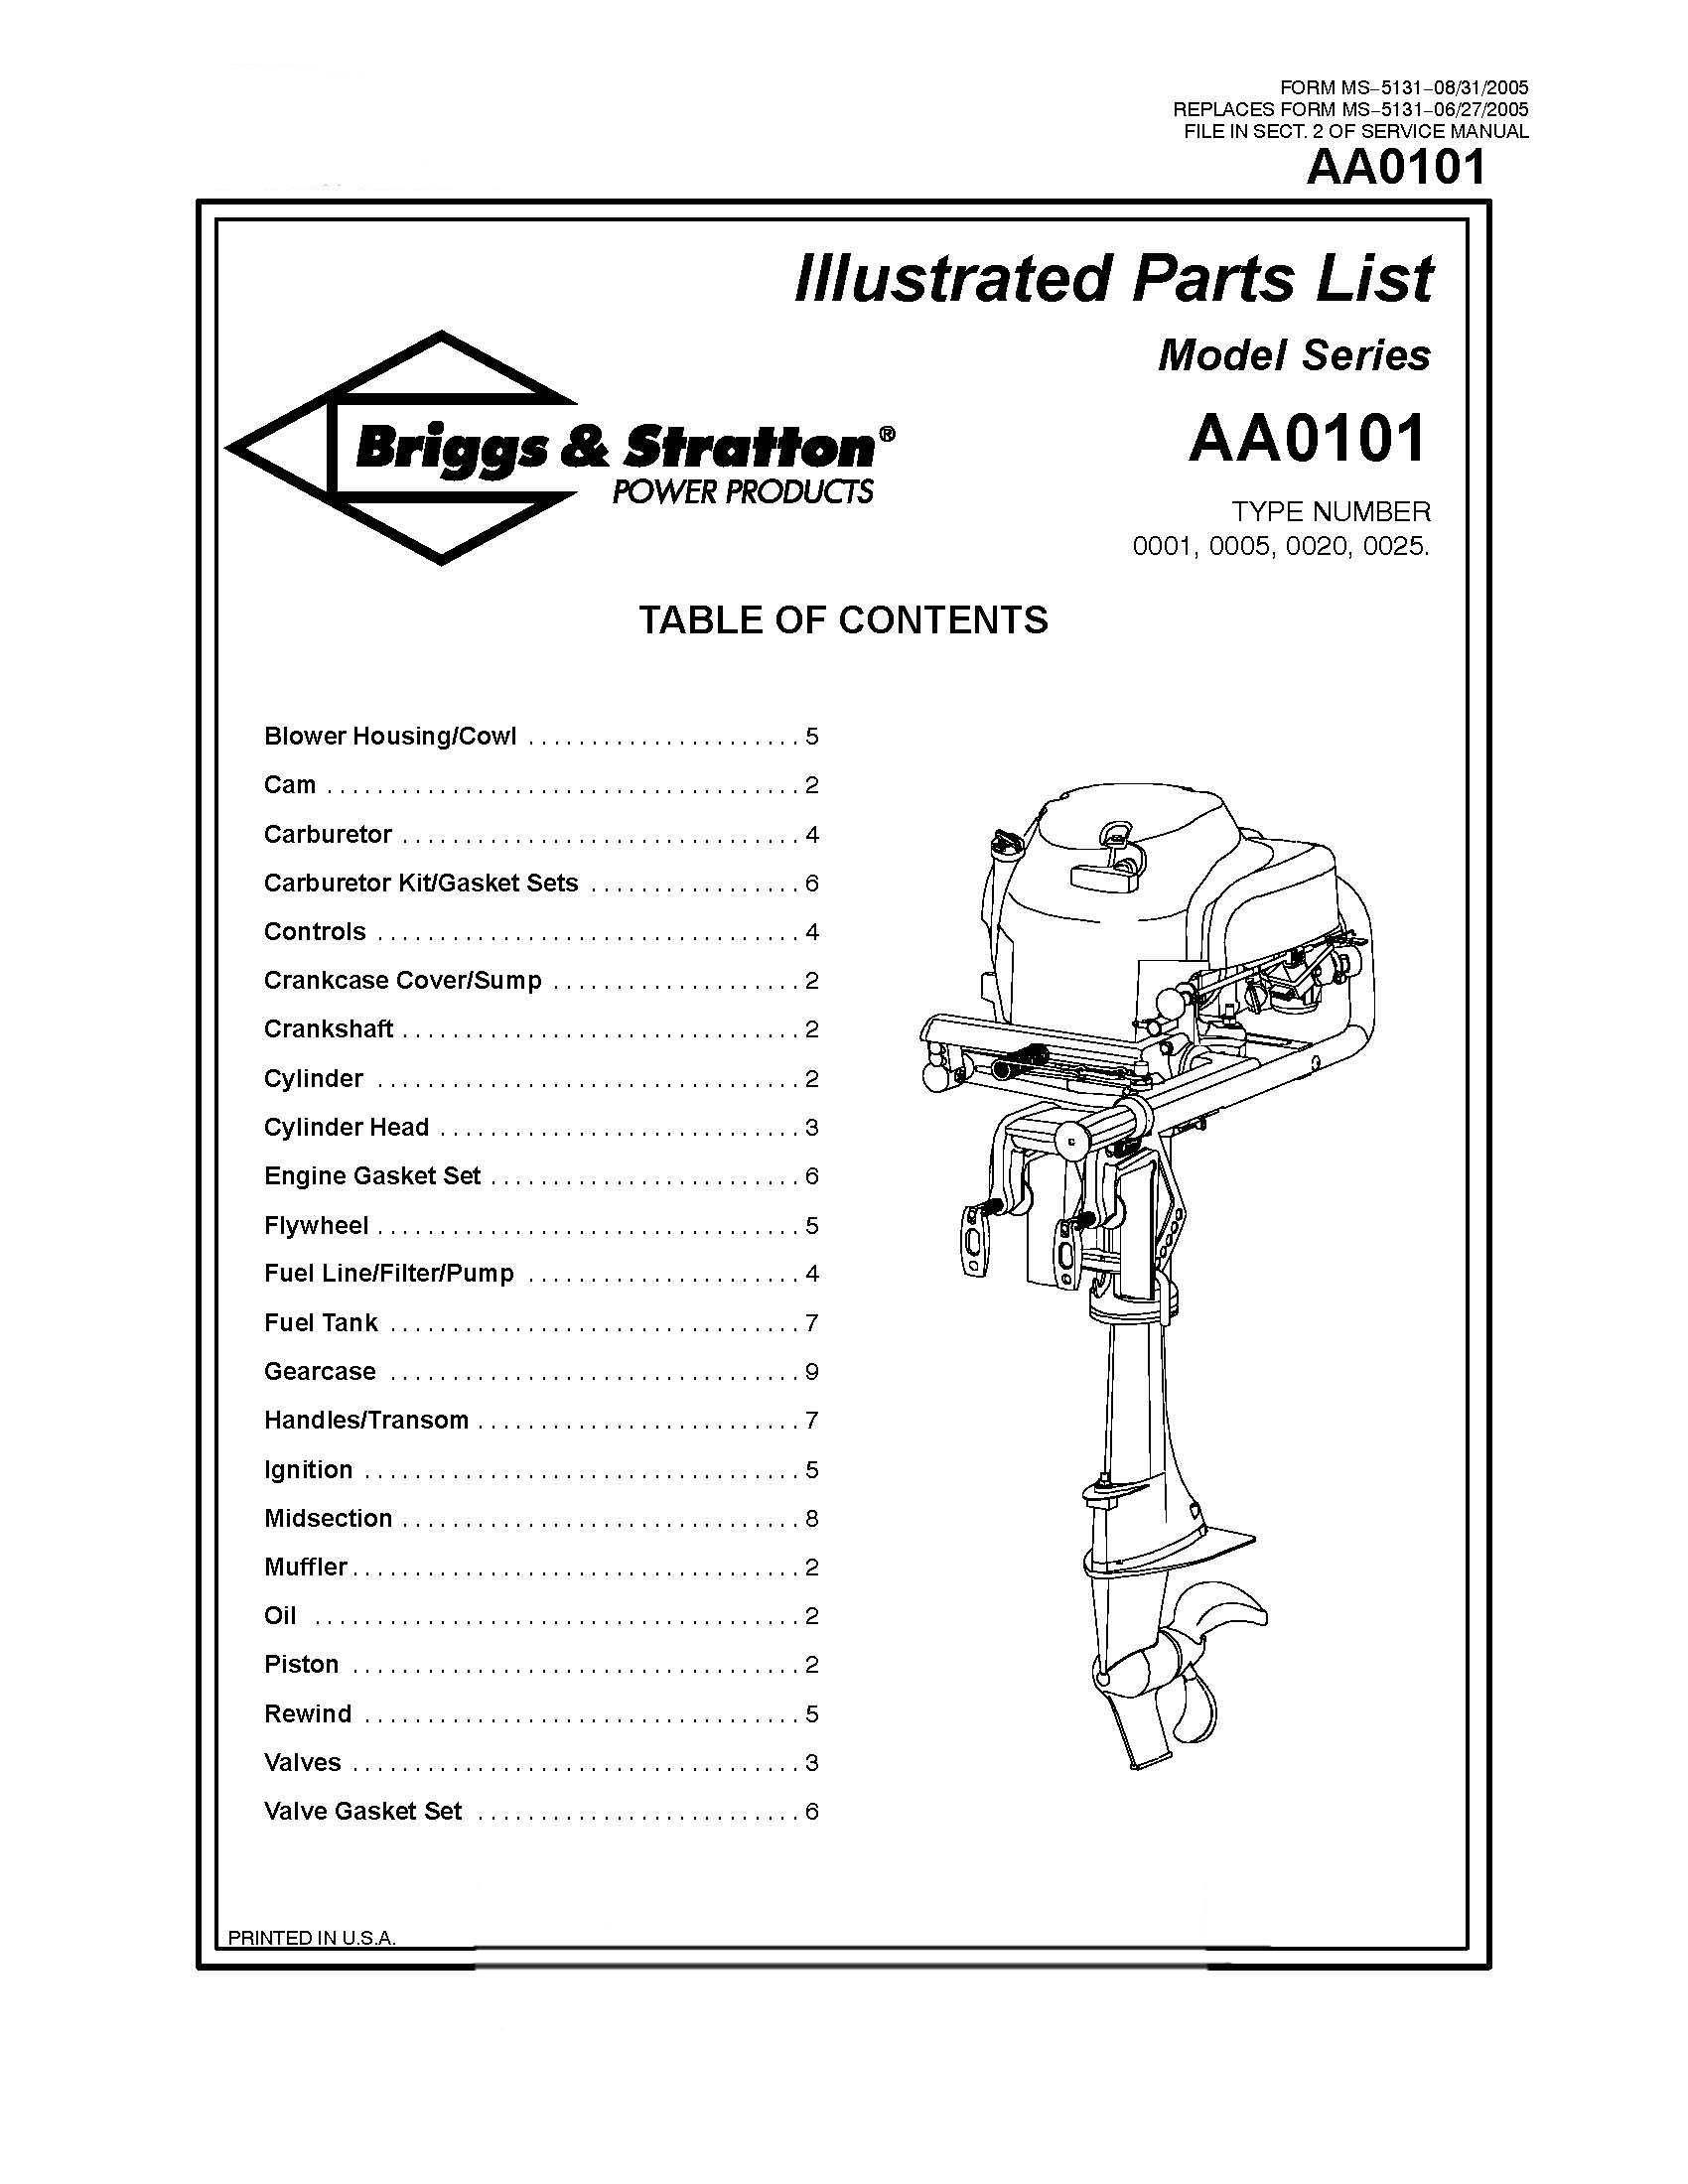 FORM MS–5131–08/31/2005
REPLACES FORM MS–5131–06/27/2005
FILE IN SECT. 2 OF SERVICE MANUAL
AA0101
Illustrated Parts List
Model Series
AA0101
Briggs & Stratton®
POWER PRODUCTS
TYPE NUMBER
0001, 0005, 0020, 0025.
TABLE OF CONTENTS
Blower Housing/Cowl . . . . . . . . . . . . . . . . . . . . . . 5
Cam . . . . . . . . . . . . . . . . . . . . . . . . . . . . . . . . . . . . . . 2
Carburetor . . . . . . . . . . . . . . . . . . . . . . . . . . . . . . . . 4
Carburetor Kit/Gasket Sets . . . . . . . . . . . . . . . . . 6
Controls . . . . . . . . . . . . . . . . . . . . . . . . . . . . . . . . . . 4
Crankcase Cover/Sump . . . . . . . . . . . . . . . . . . . . 2
Crankshaft . . . . . . . . . . . . . . . . . . . . . . . . . . . . . . . . 2
Cylinder . . . . . . . . . . . . . . . . . . . . . . . . . . . . . . . . . . 2
Cylinder Head . . . . . . . . . . . . . . . . . . . . . . . . . . . . . 3
Engine Gasket Set . . . . . . . . . . . . . . . . . . . . . . . . . 6
Flywheel . . . . . . . . . . . . . . . . . . . . . . . . . . . . . . . . . . 5
Fuel Line/Filter/Pump . . . . . . . . . . . . . . . . . . . . . . 4
Fuel Tank . . . . . . . . . . . . . . . . . . . . . . . . . . . . . . . . . 7
Gearcase . . . . . . . . . . . . . . . . . . . . . . . . . . . . . . . . . 9
Handles/Transom . . . . . . . . . . . . . . . . . . . . . . . . . . 7
Ignition . . . . . . . . . . . . . . . . . . . . . . . . . . . . . . . . . . . 5
Midsection . . . . . . . . . . . . . . . . . . . . . . . . . . . . . . . . 8
Muffler . . . . . . . . . . . . . . . . . . . . . . . . . . . . . . . . . . . . 2
Oil . . . . . . . . . . . . . . . . . . . . . . . . . . . . . . . . . . . . . . . 2
Piston . . . . . . . . . . . . . . . . . . . . . . . . . . . . . . . . . . . . 2
Rewind . . . . . . . . . . . . . . . . . . . . . . . . . . . . . . . . . . . 5
Valves . . . . . . . . . . . . . . . . . . . . . . . . . . . . . . . . . . . . 3
Valve Gasket Set . . . . . . . . . . . . . . . . . . . . . . . . . . 6
PRINTED IN U.S.A.